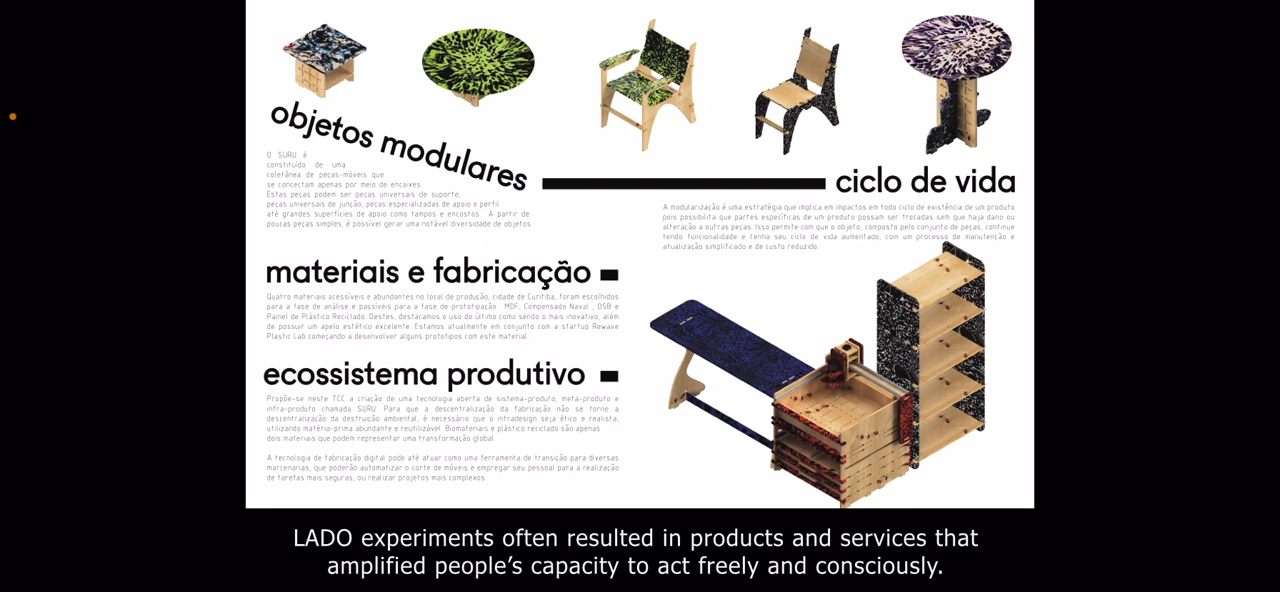 objetos modulares
O SURU é
constituído de uma
coletânea de peças-móveis que
se conectam apenas por meio de encaixes
Estas peças podem ser peças universais de suporte,
peças universais de junção, peças especializadas de apoio e perfil
até grandes superfícies de apoio como tampos e encostos. A partir de
poucas peças simples, é possível gerar uma notável diversidade de objetos
ciclo de vida
A modularização é uma estratégia que implica em impactos em todo ciclo de existência de um produto
pois possibilita que partes específicas de um produto possam ser trocadas sem que haja dano ou
alteração a outras peças. Isso permite com que o objeto, composto pelo conjunto de peças, continue
tendo funcionalidade e tenha seu ciclo de vida aumentado, com um processo de manutenção e
atualização simplificado e de custo reduzido.
materiais e fabricação
Quatro materiais acessíveis e abundantes no local de produção, cidade de Curitiba, foram escolhidos
para a fase de análise e passíveis para a fase de prototipação: MDF, Compensado Naval, OSB e
Painel de Plástico Reciclado. Destes, destacamos o uso do último como sendo o mais inovativo, além
de possuir um apelo estético excelente. Estamos atualmente em conjunto com a startup Rewave
Plastic Lab começando a desenvolver alguns protótipos com este material.
ecossistema produtivo
Propõe-se neste TCC a criação de uma tecnologia aberta de sistema-produto, meta-produto e
infra-produto chamada SURU. Para que a descentralização da fabricação não se torne a
descentralização da destruição ambiental, é necessário que o infradesign seja ético e realista,
utilizando matéria-prima abundante e reutilizável. Biomateriais e plástico reciclado são apenas
dois materiais que podem representar uma transformação global.
A tecnologia de fabricação digital pode até atuar como uma ferramenta de transição para diversas
marcenarias, que poderão automatizar o corte de móveis e empregar seu pessoal para a realização
de tarefas mais seguras, ou realizar projetos mais complexos.
LADO experiments often resulted in products and services that
amplified people's capacity to act freely and consciously.